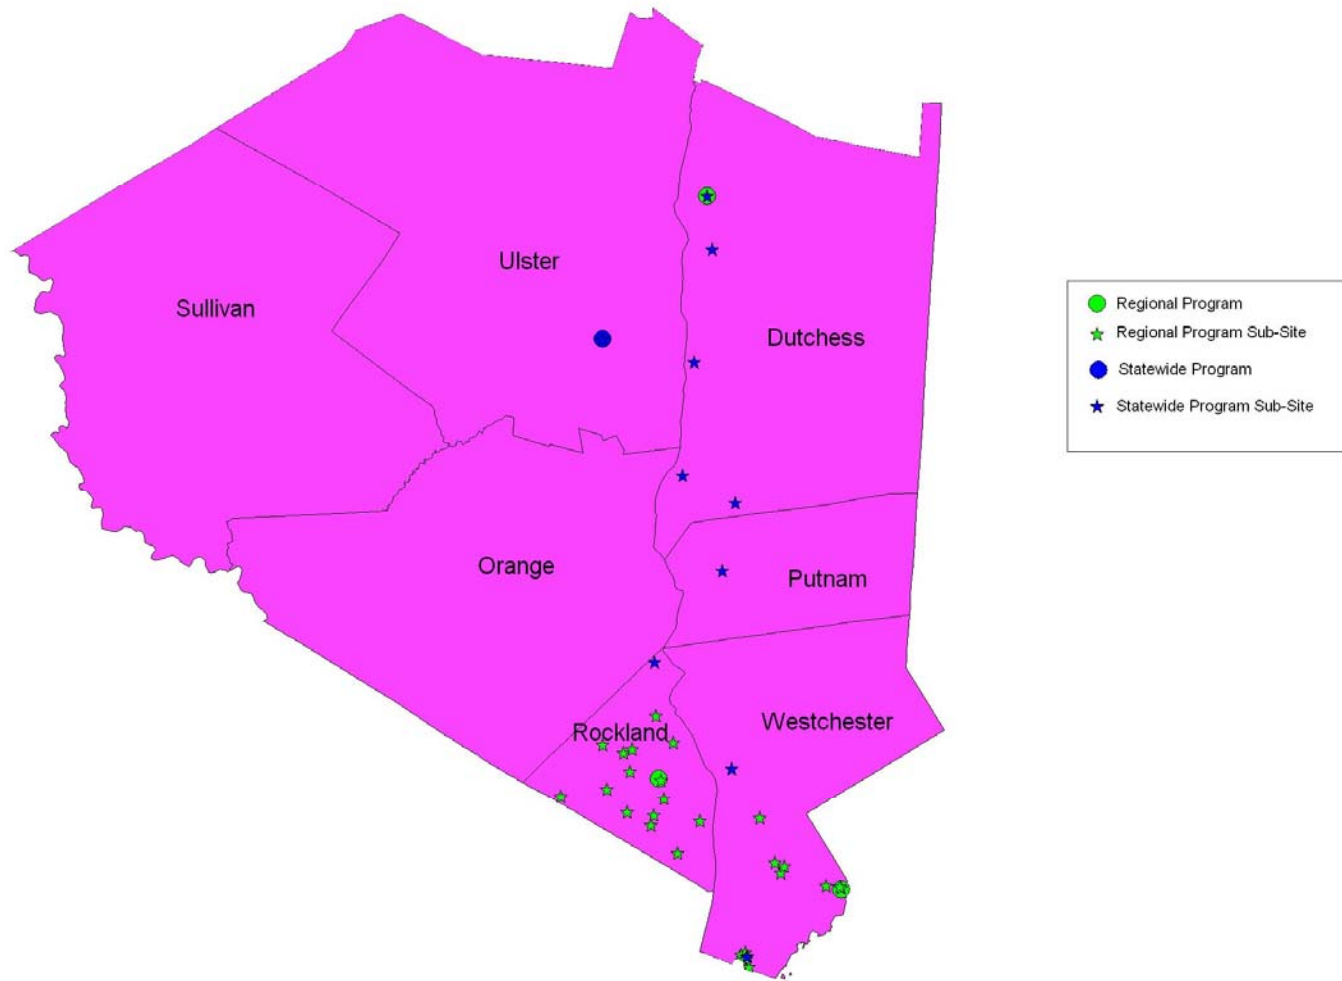 Ulster
Sullivan
Dutchess
Orange
Putnam
Rockland
Westchester
Regional Program
Regional Program Sub-Site
Statewide Program
Statewide Program Sub-Site